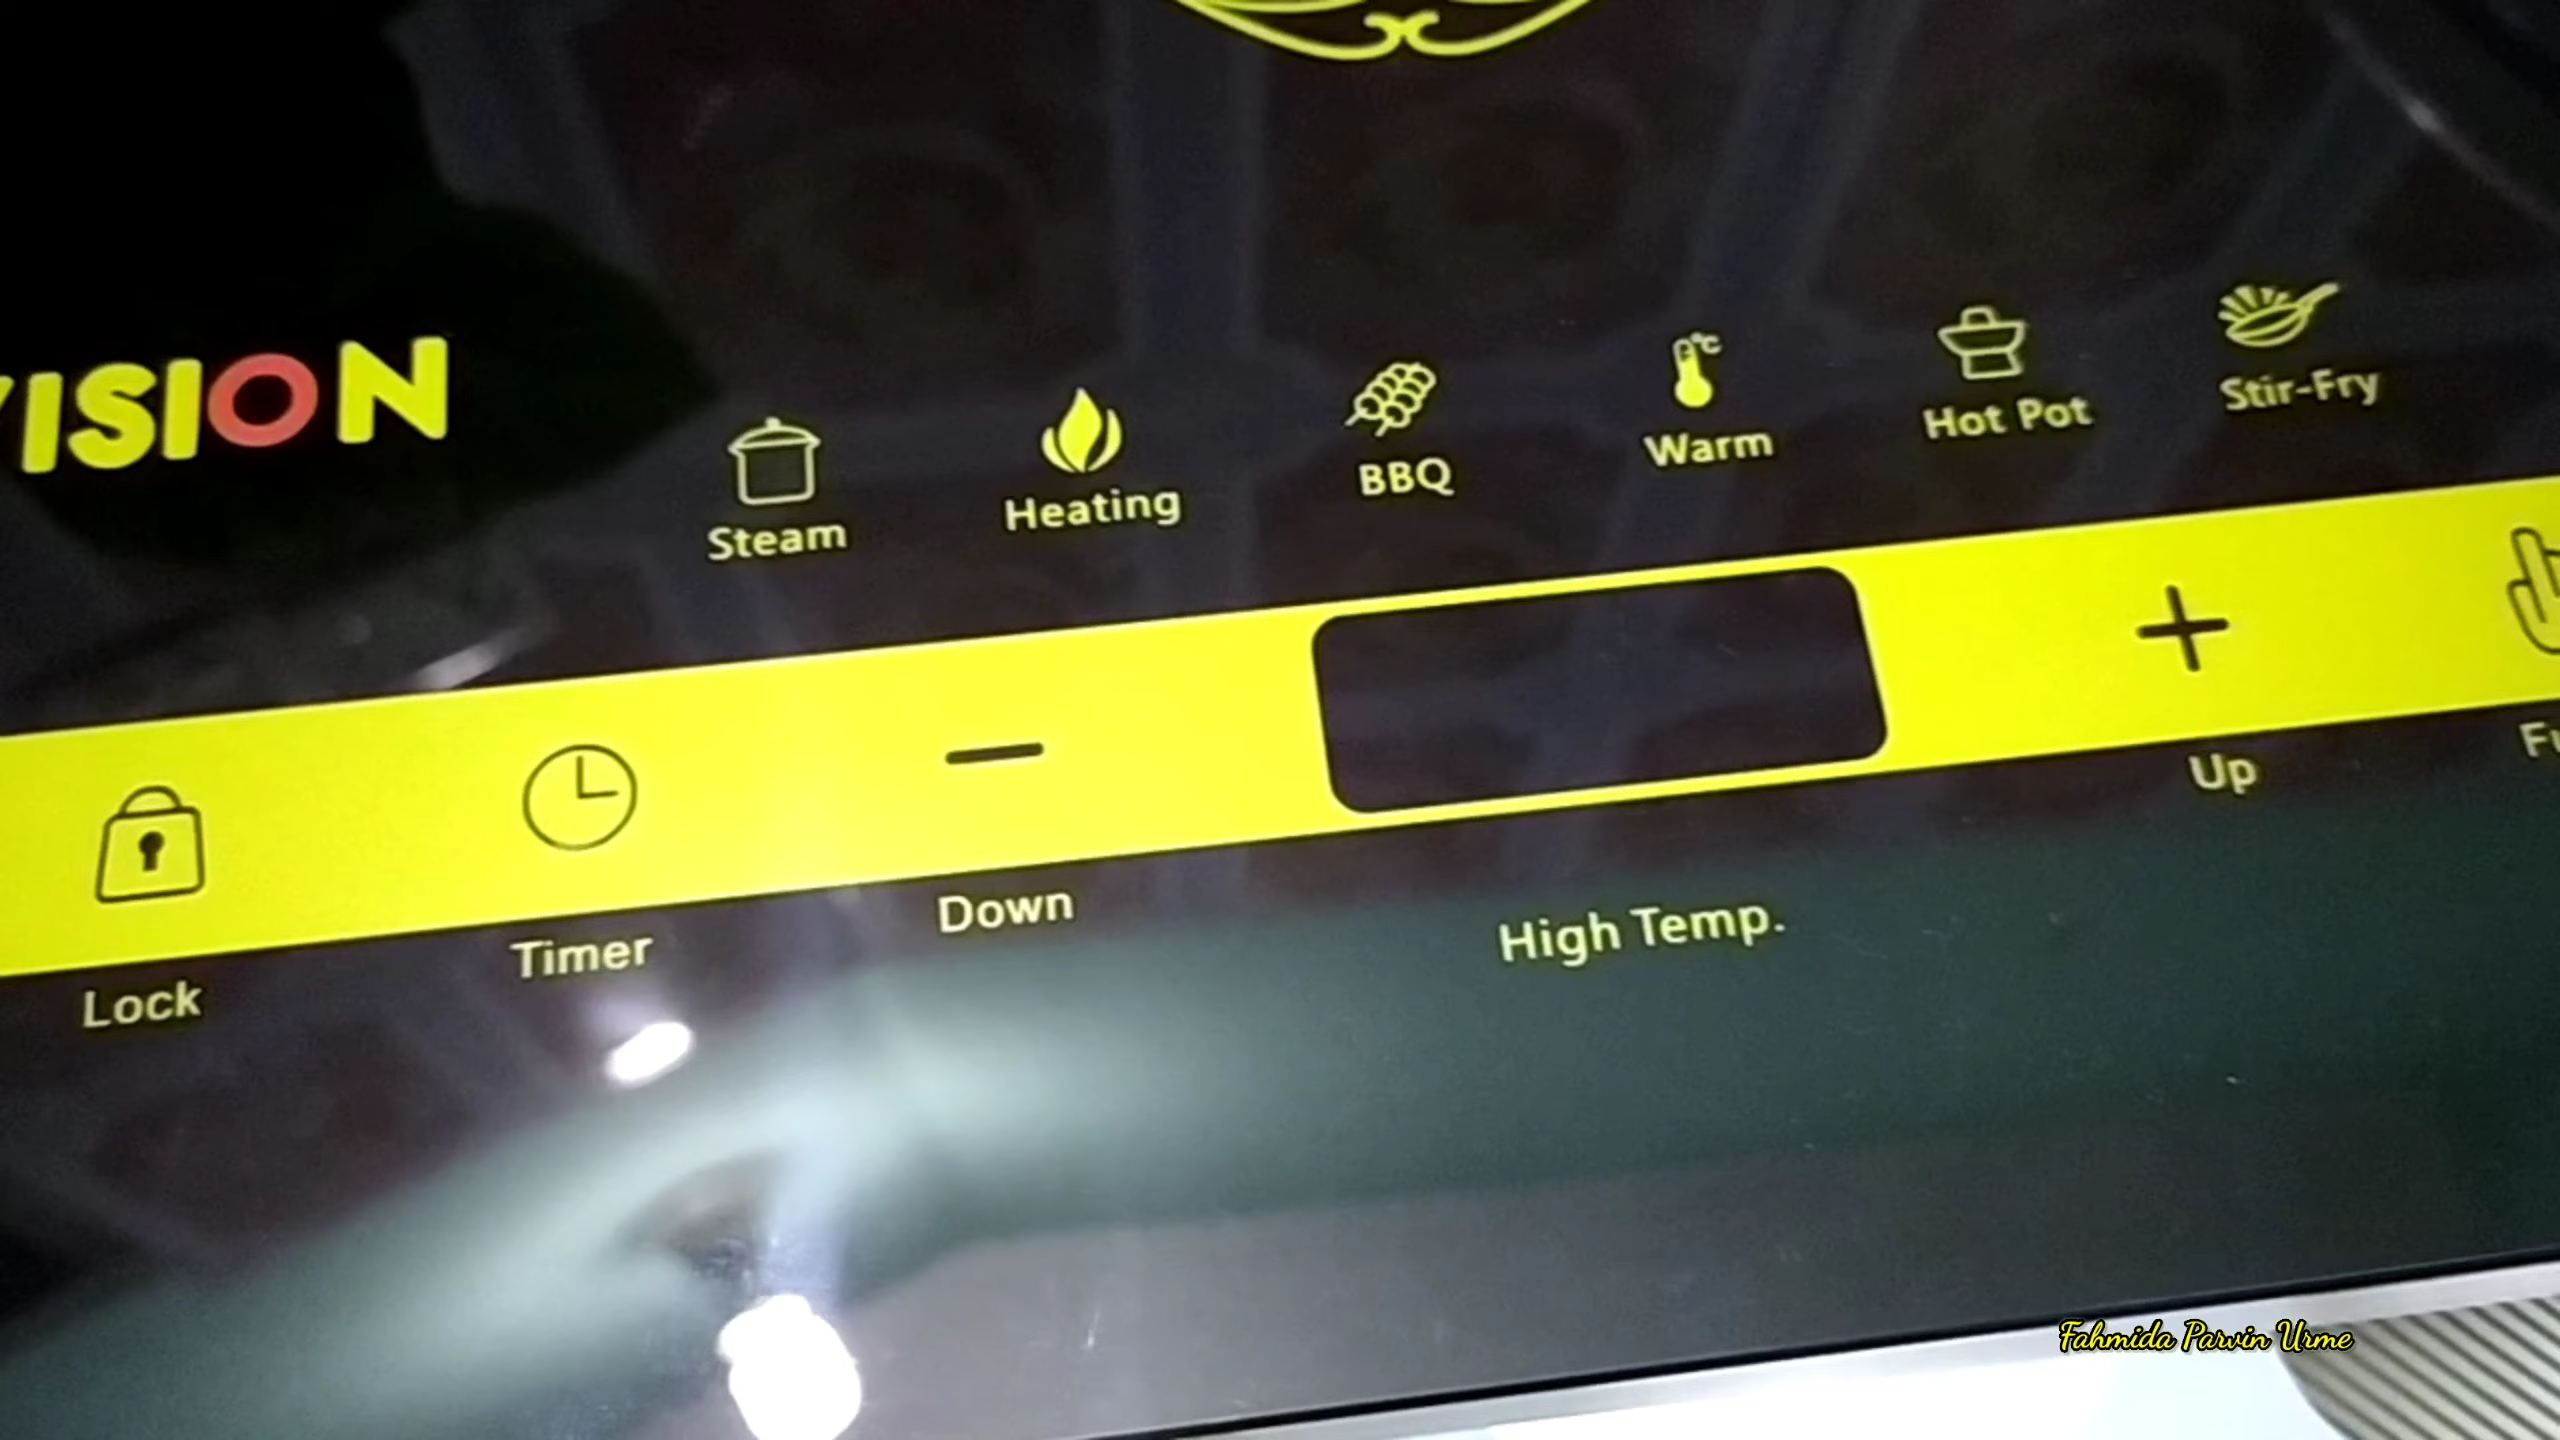 VISION
Steam
Heating
BBQ
°C
Warm
Hot Pot
Stir-Fry
Lock
Timer
Down
High Temp.
Up
Fahmida Parvin Urme